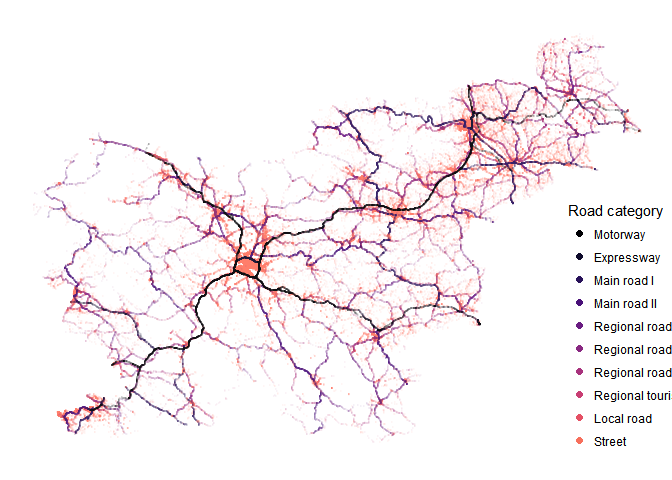 Road category
Motorway
Expressway
Main road I
Main road II
Regional road
Regional road
Regional road
Regional touri
Local road
Street